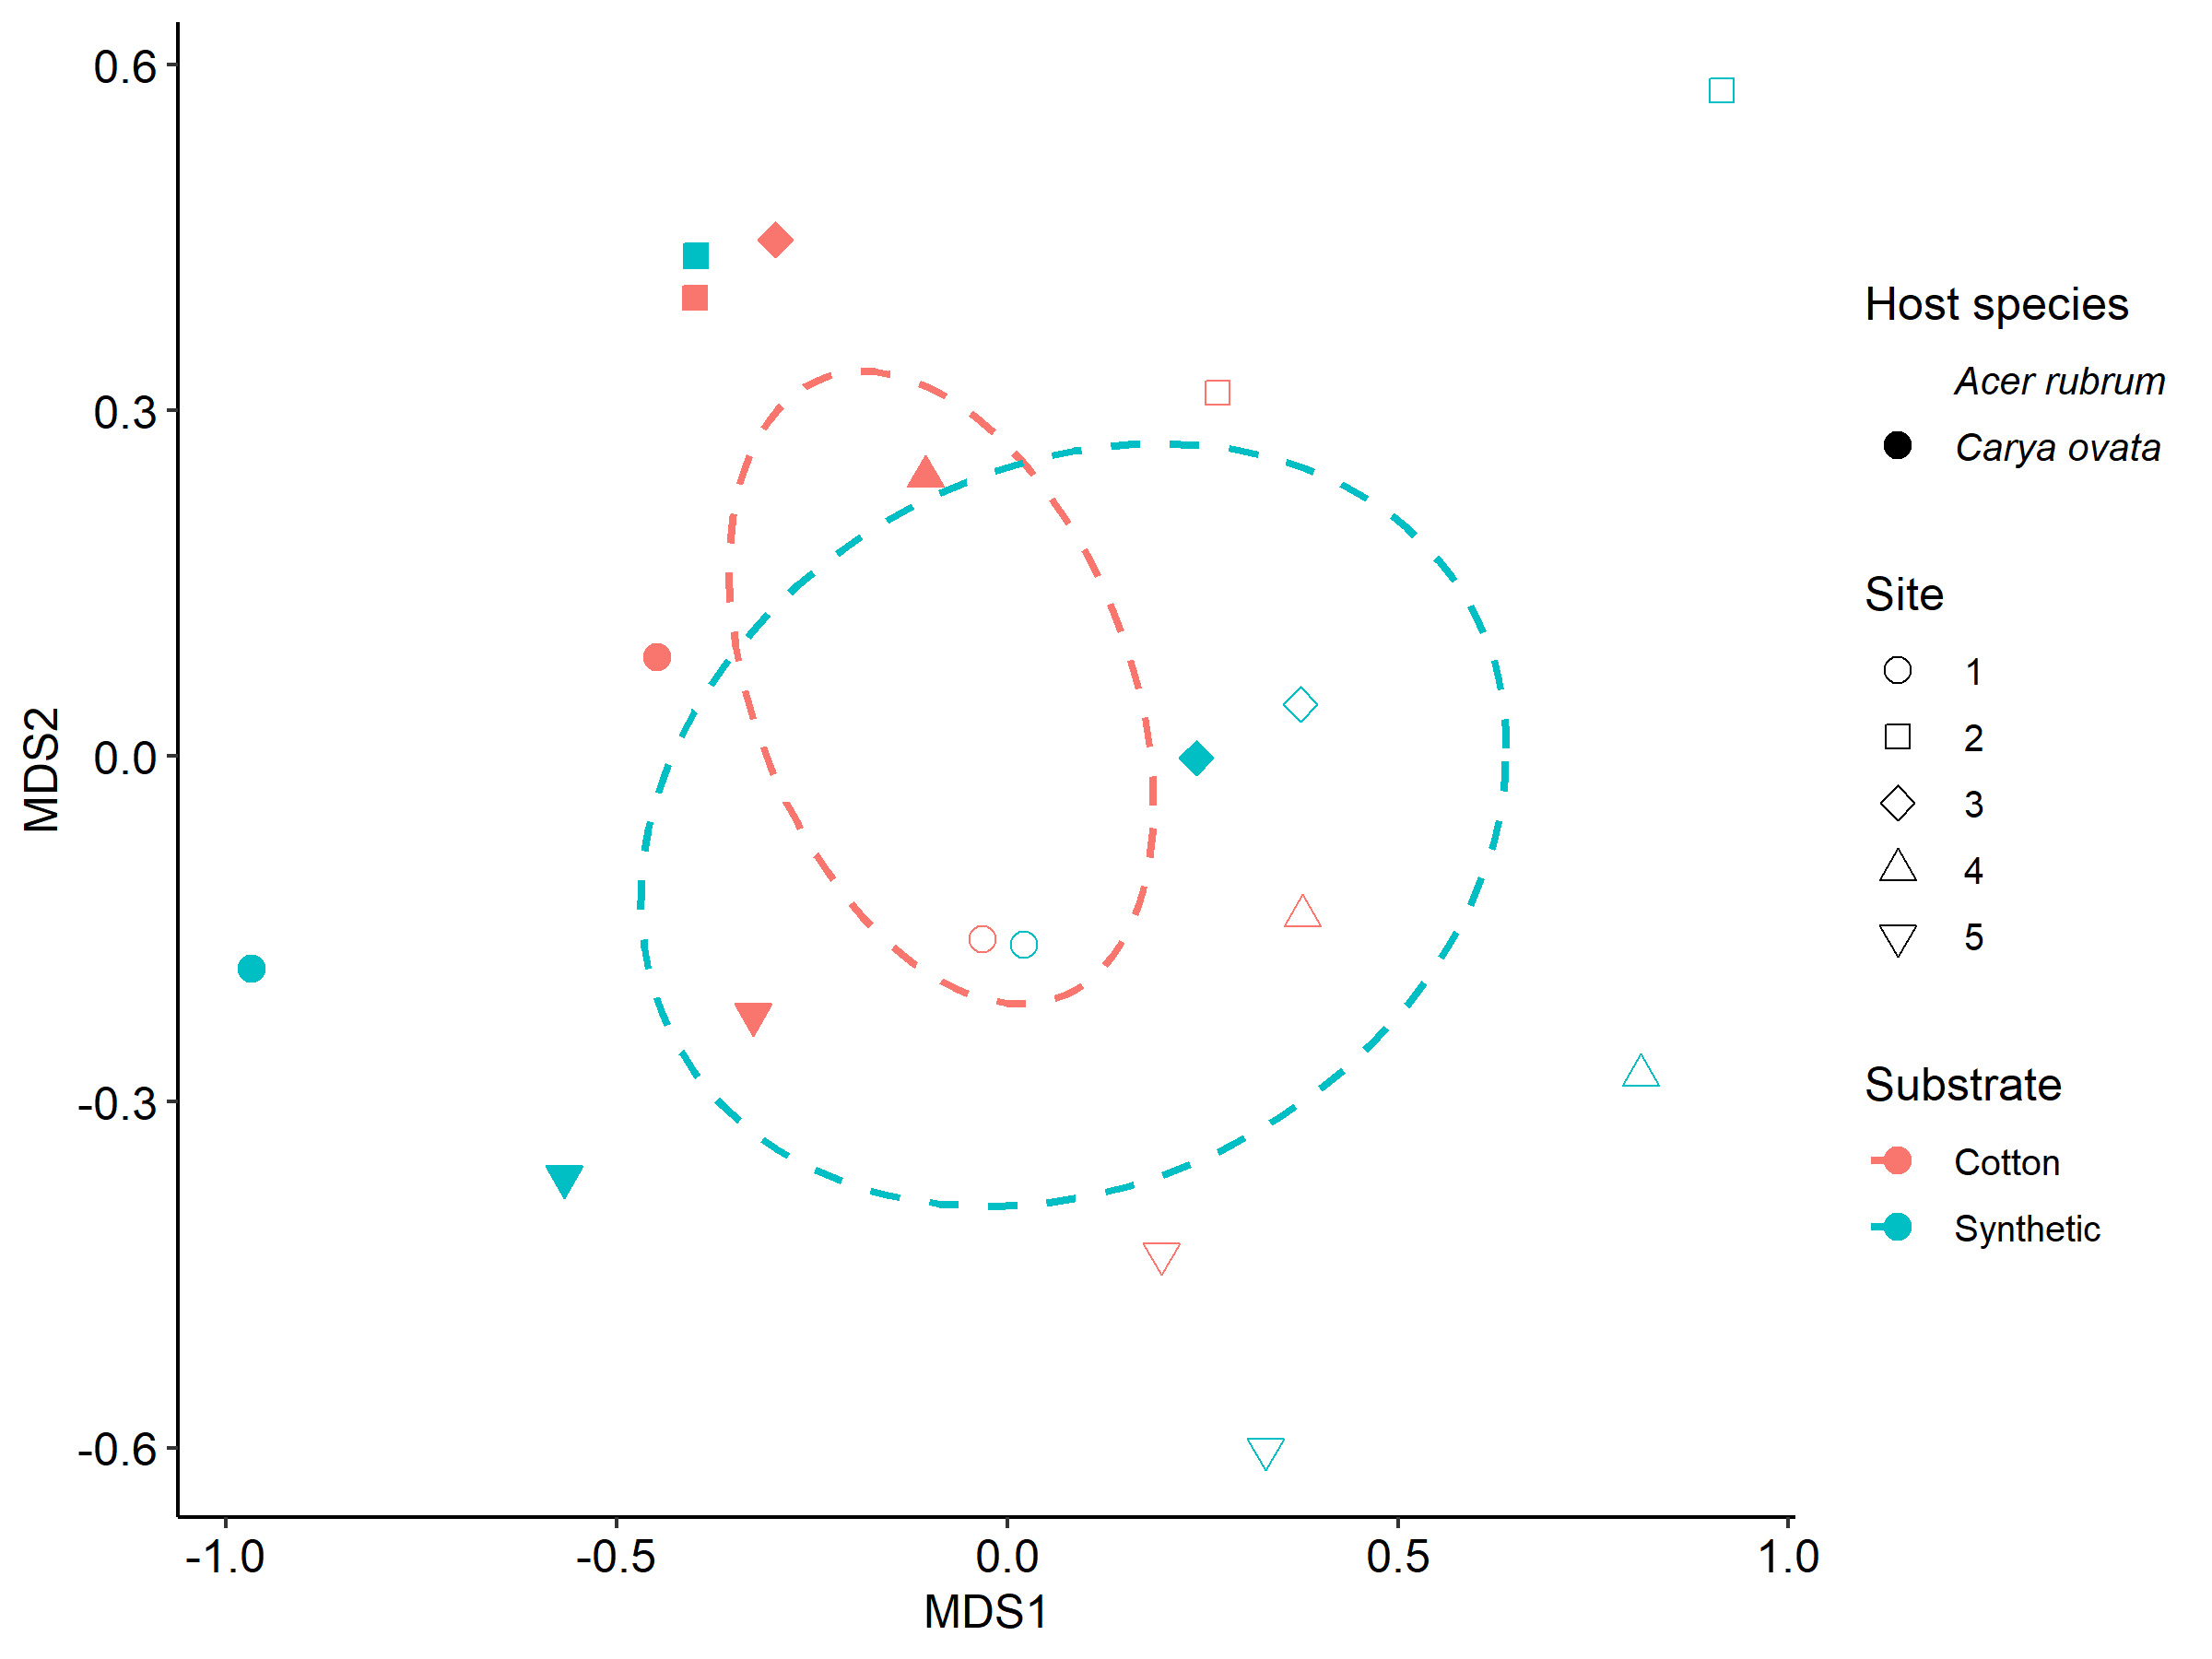 0.6
0.3
0.0
-0.3
-0.6
MDS2
-1.0 -0.5 0.0 0.5 1.0
MDS1
Host species
Acer rubrum
Carya ovata
Site
1
2
3
4
5
Substrate
Cotton
Synthetic